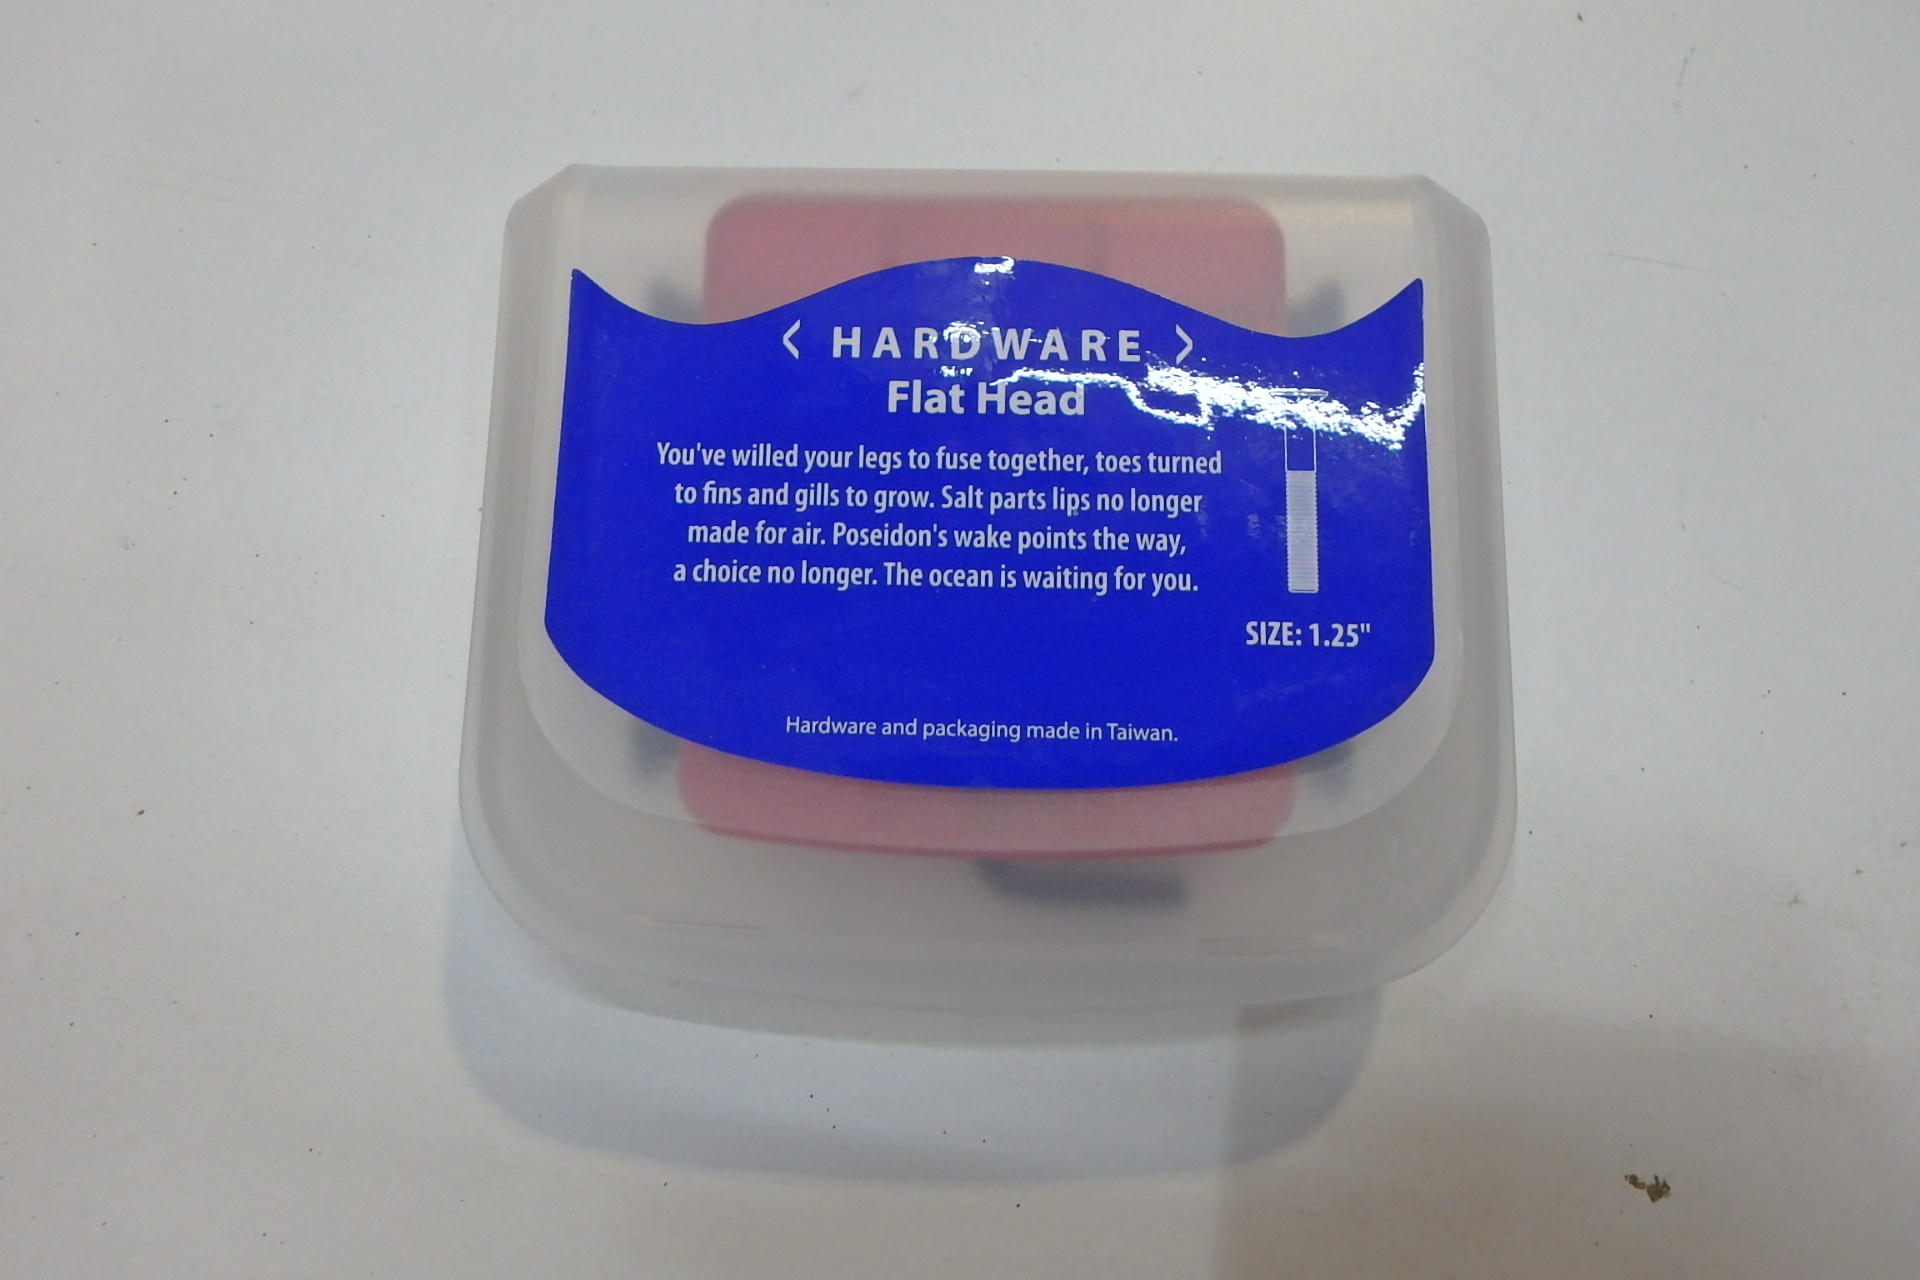 < HARDWARE >
Flat Head
You've willed your legs to fuse together, toes turned
to fins and gills to grow. Salt parts lips no longer
made for air. Poseidon's wake points the way,
a choice no longer. The ocean is waiting for you.
SIZE: 1.25"
Hardware and packaging made in Taiwan.